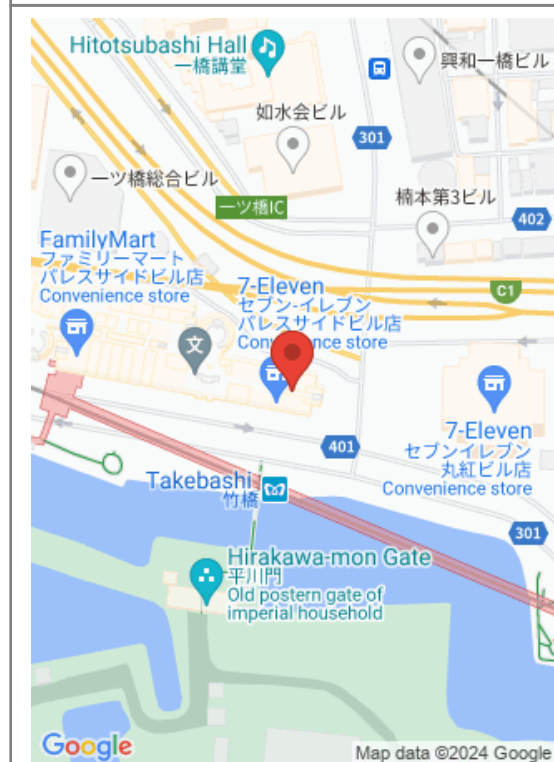 Hitotsubashi Hall
一橋講堂
興和一橋ビル
如水会ビル
301
一ツ橋総合ビル
一ツ橋IC
楠本第3ビル
402
FamilyMart
ファミリーマート
パレスサイドビル店
Convenience store
7-Eleven
セブン-イレブン
パレスサイドビル店
Convenience store
C1
文
7-Eleven
セブンイレブン
丸紅ビル店
Convenience store
401
Takebashi
竹橋
301
Hirakawa-mon Gate
平川門
Old postern gate of
imperial household
Google
Map data ©2024 Google